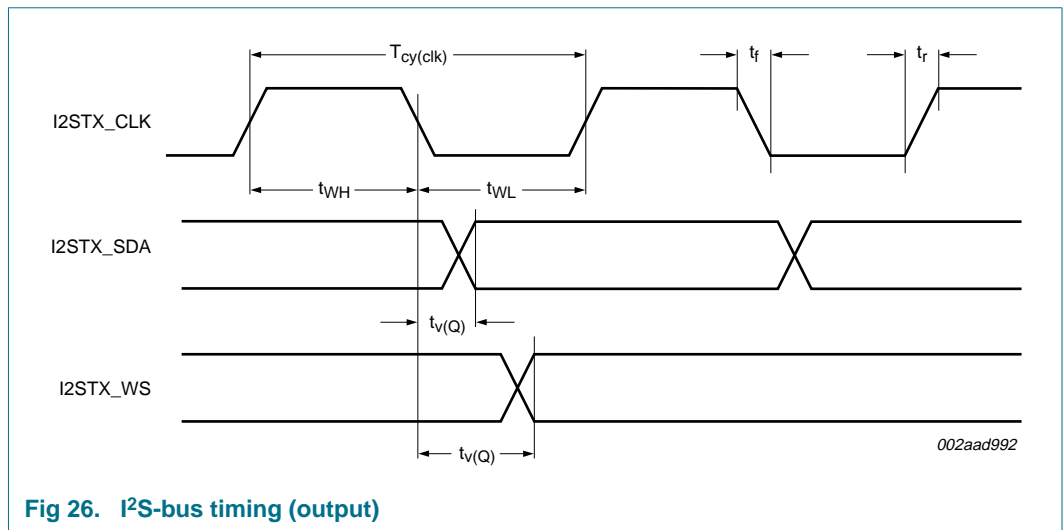 T_cy(clk)
t_f
t_r
I2STX_CLK
t_WH
t_WL
I2STX_SDA
t_v(Q)
I2STX_WS
t_v(Q)
002aad992
Fig 26. I²S-bus timing (output)